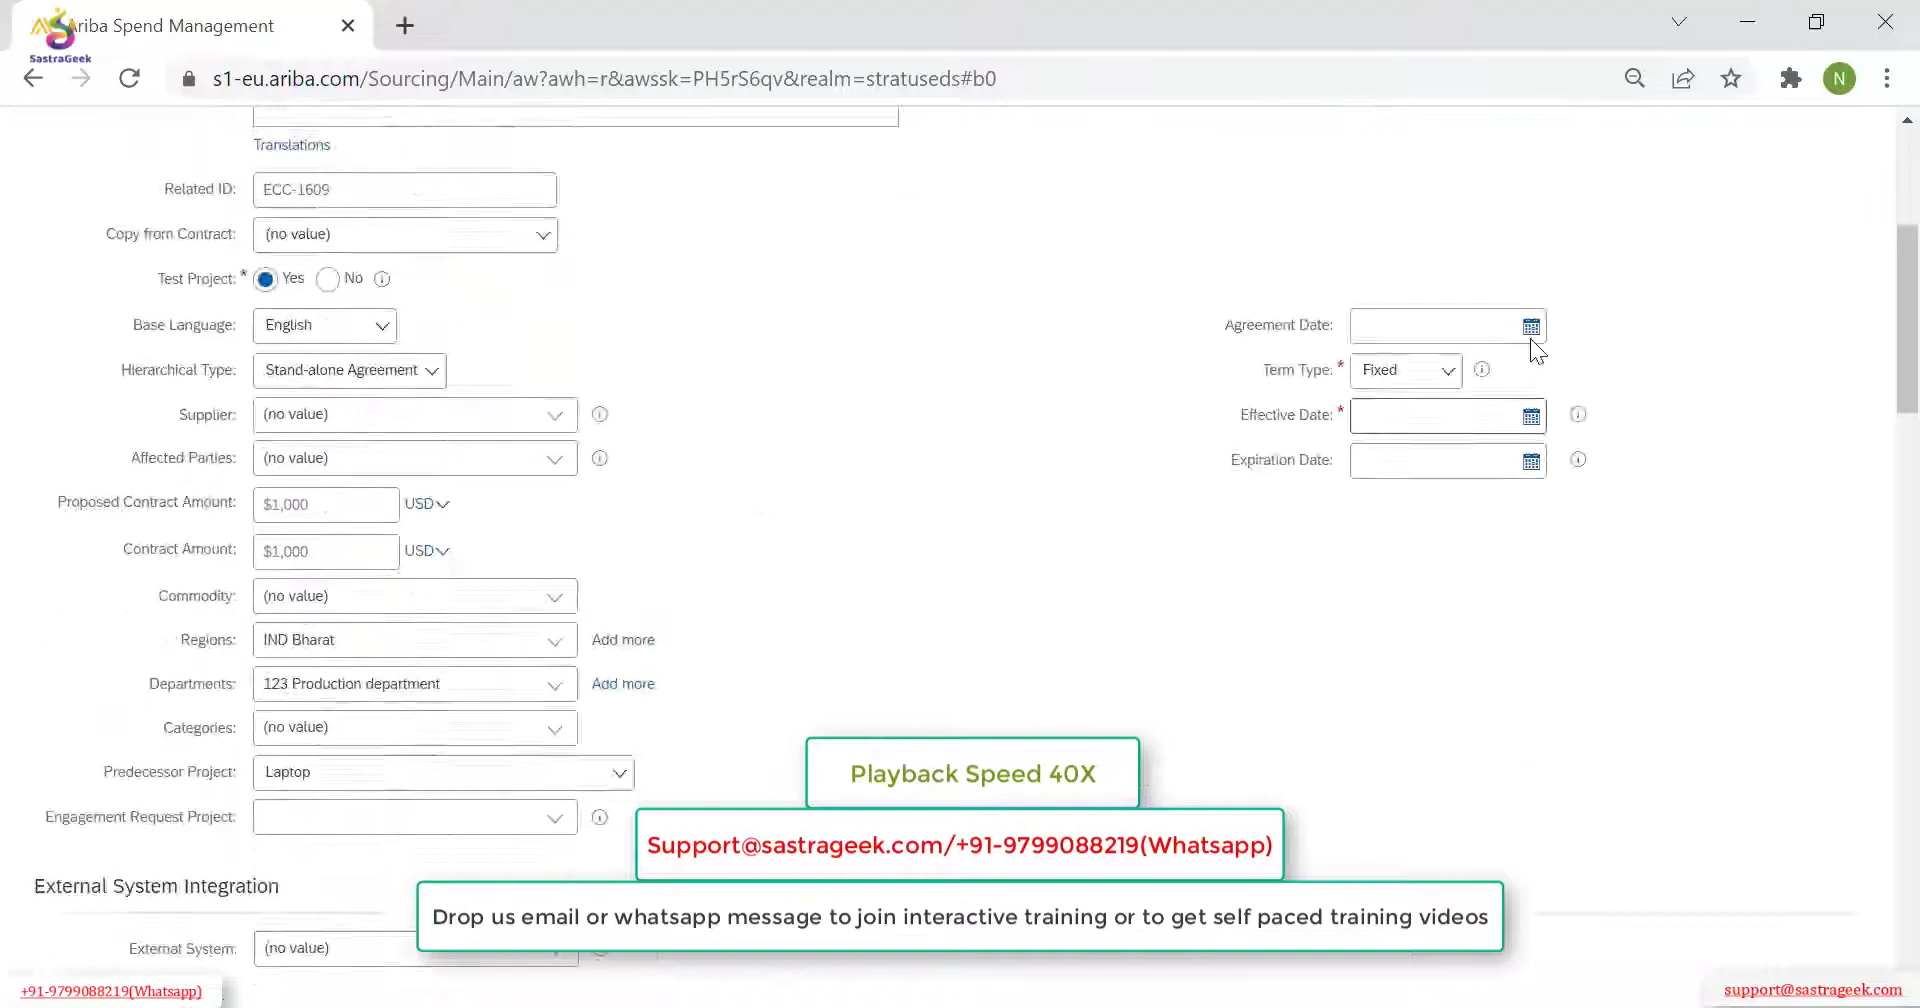 Ariba Spend Management
SastraGeek
s1-eu.ariba.com/Sourcing/Main/aw?awh=r&awssk=PH5rS6qv&realm=stratuseds#b0
N
Translations
Related ID: ECC-1609
Copy from Contract: (no value)
Test Project: * Yes No
Base Language: English
Agreement Date:
Hierarchical Type: Stand-alone Agreement
Term Type: * Fixed
Supplier: (no value)
Effective Date: *
Affected Parties: (no value)
Expiration Date:
Proposed Contract Amount: $1,000 USD
Contract Amount: $1,000 USD
Commodity: (no value)
Regions: IND Bharat Add more
Departments: 123 Production department Add more
Categories: (no value)
Predecessor Project: Laptop
Engagement Request Project:
Playback Speed 40X
Support@sastrageek.com/+91-9799088219(Whatsapp)
External System Integration
Drop us email or whatsapp message to join interactive training or to get self paced training videos
External System: (no value)
+91-9799088219(Whatsapp)
support@sastrageek.com